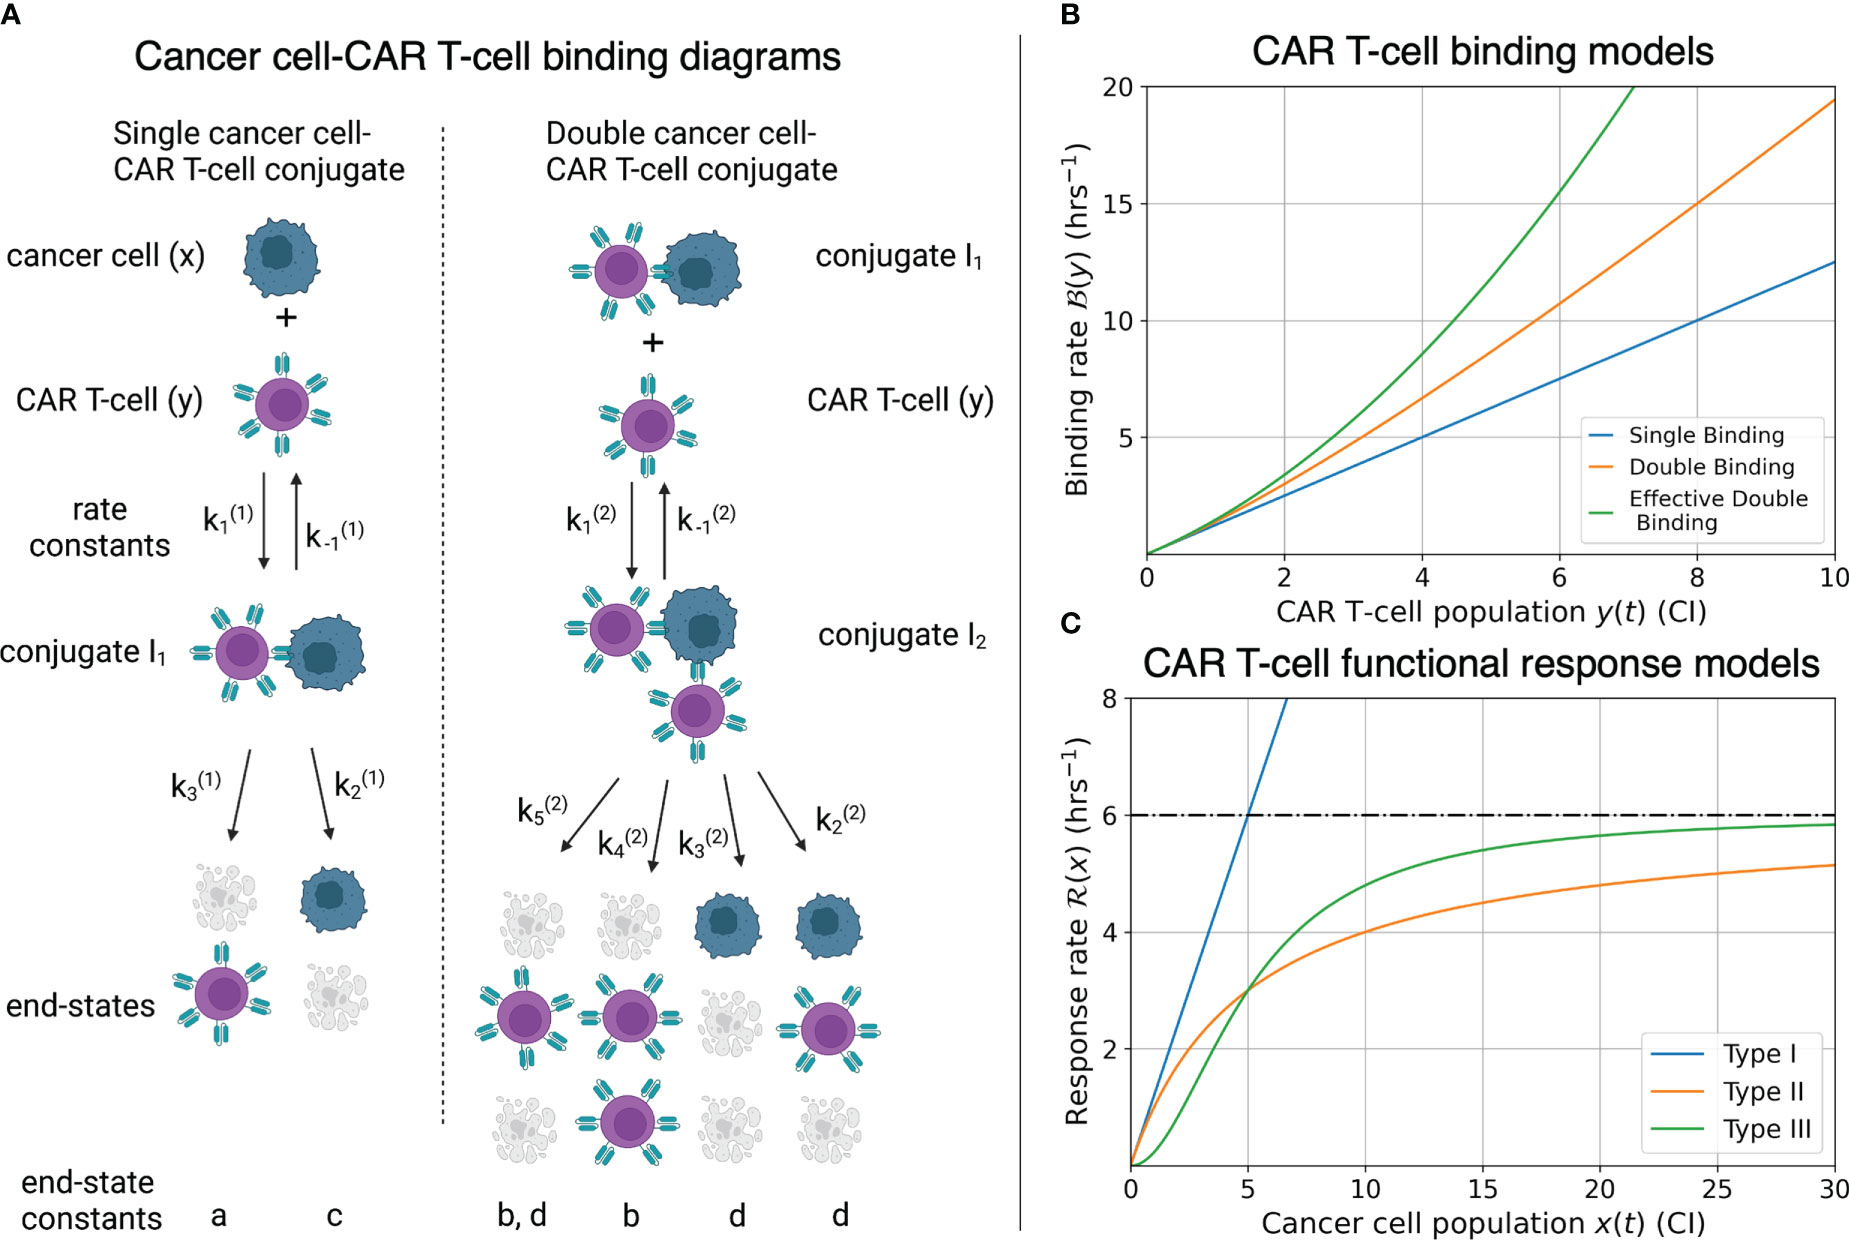 A
Cancer cell-CAR T-cell binding diagrams
Single cancer cell-
CAR T-cell conjugate
Double cancer cell-
CAR T-cell conjugate
cancer cell (x)
+
CAR T-cell (y)
rate
constants
k₁⁽¹⁾
k₋₁⁽¹⁾
conjugate I₁
k₃⁽¹⁾
k₂⁽¹⁾
end-states
end-state
constants
a
c
conjugate I₁
+
CAR T-cell (y)
k₁⁽²⁾
k₋₁⁽²⁾
conjugate I₂
k₅⁽²⁾
k₄⁽²⁾
k₃⁽²⁾
k₂⁽²⁾
b, d
b
d
d
B
CAR T-cell binding models
Binding rate ℬ(y) (hrs⁻¹)
20
15
10
5
0 2 4 6 8 10
CAR T-cell population y(t) (CI)
Single Binding
Double Binding
Effective Double
Binding
C
CAR T-cell functional response models
Response rate ℛ(x) (hrs⁻¹)
8
6
4
2
0 5 10 15 20 25 30
Cancer cell population x(t) (CI)
Type I
Type II
Type III